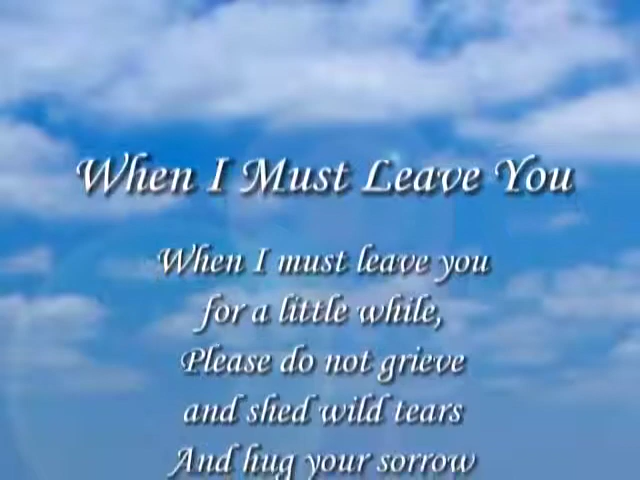 When I Must Leave You
When I must leave you
for a little while,
Please do not grieve
and shed wild tears
And hug your sorrow